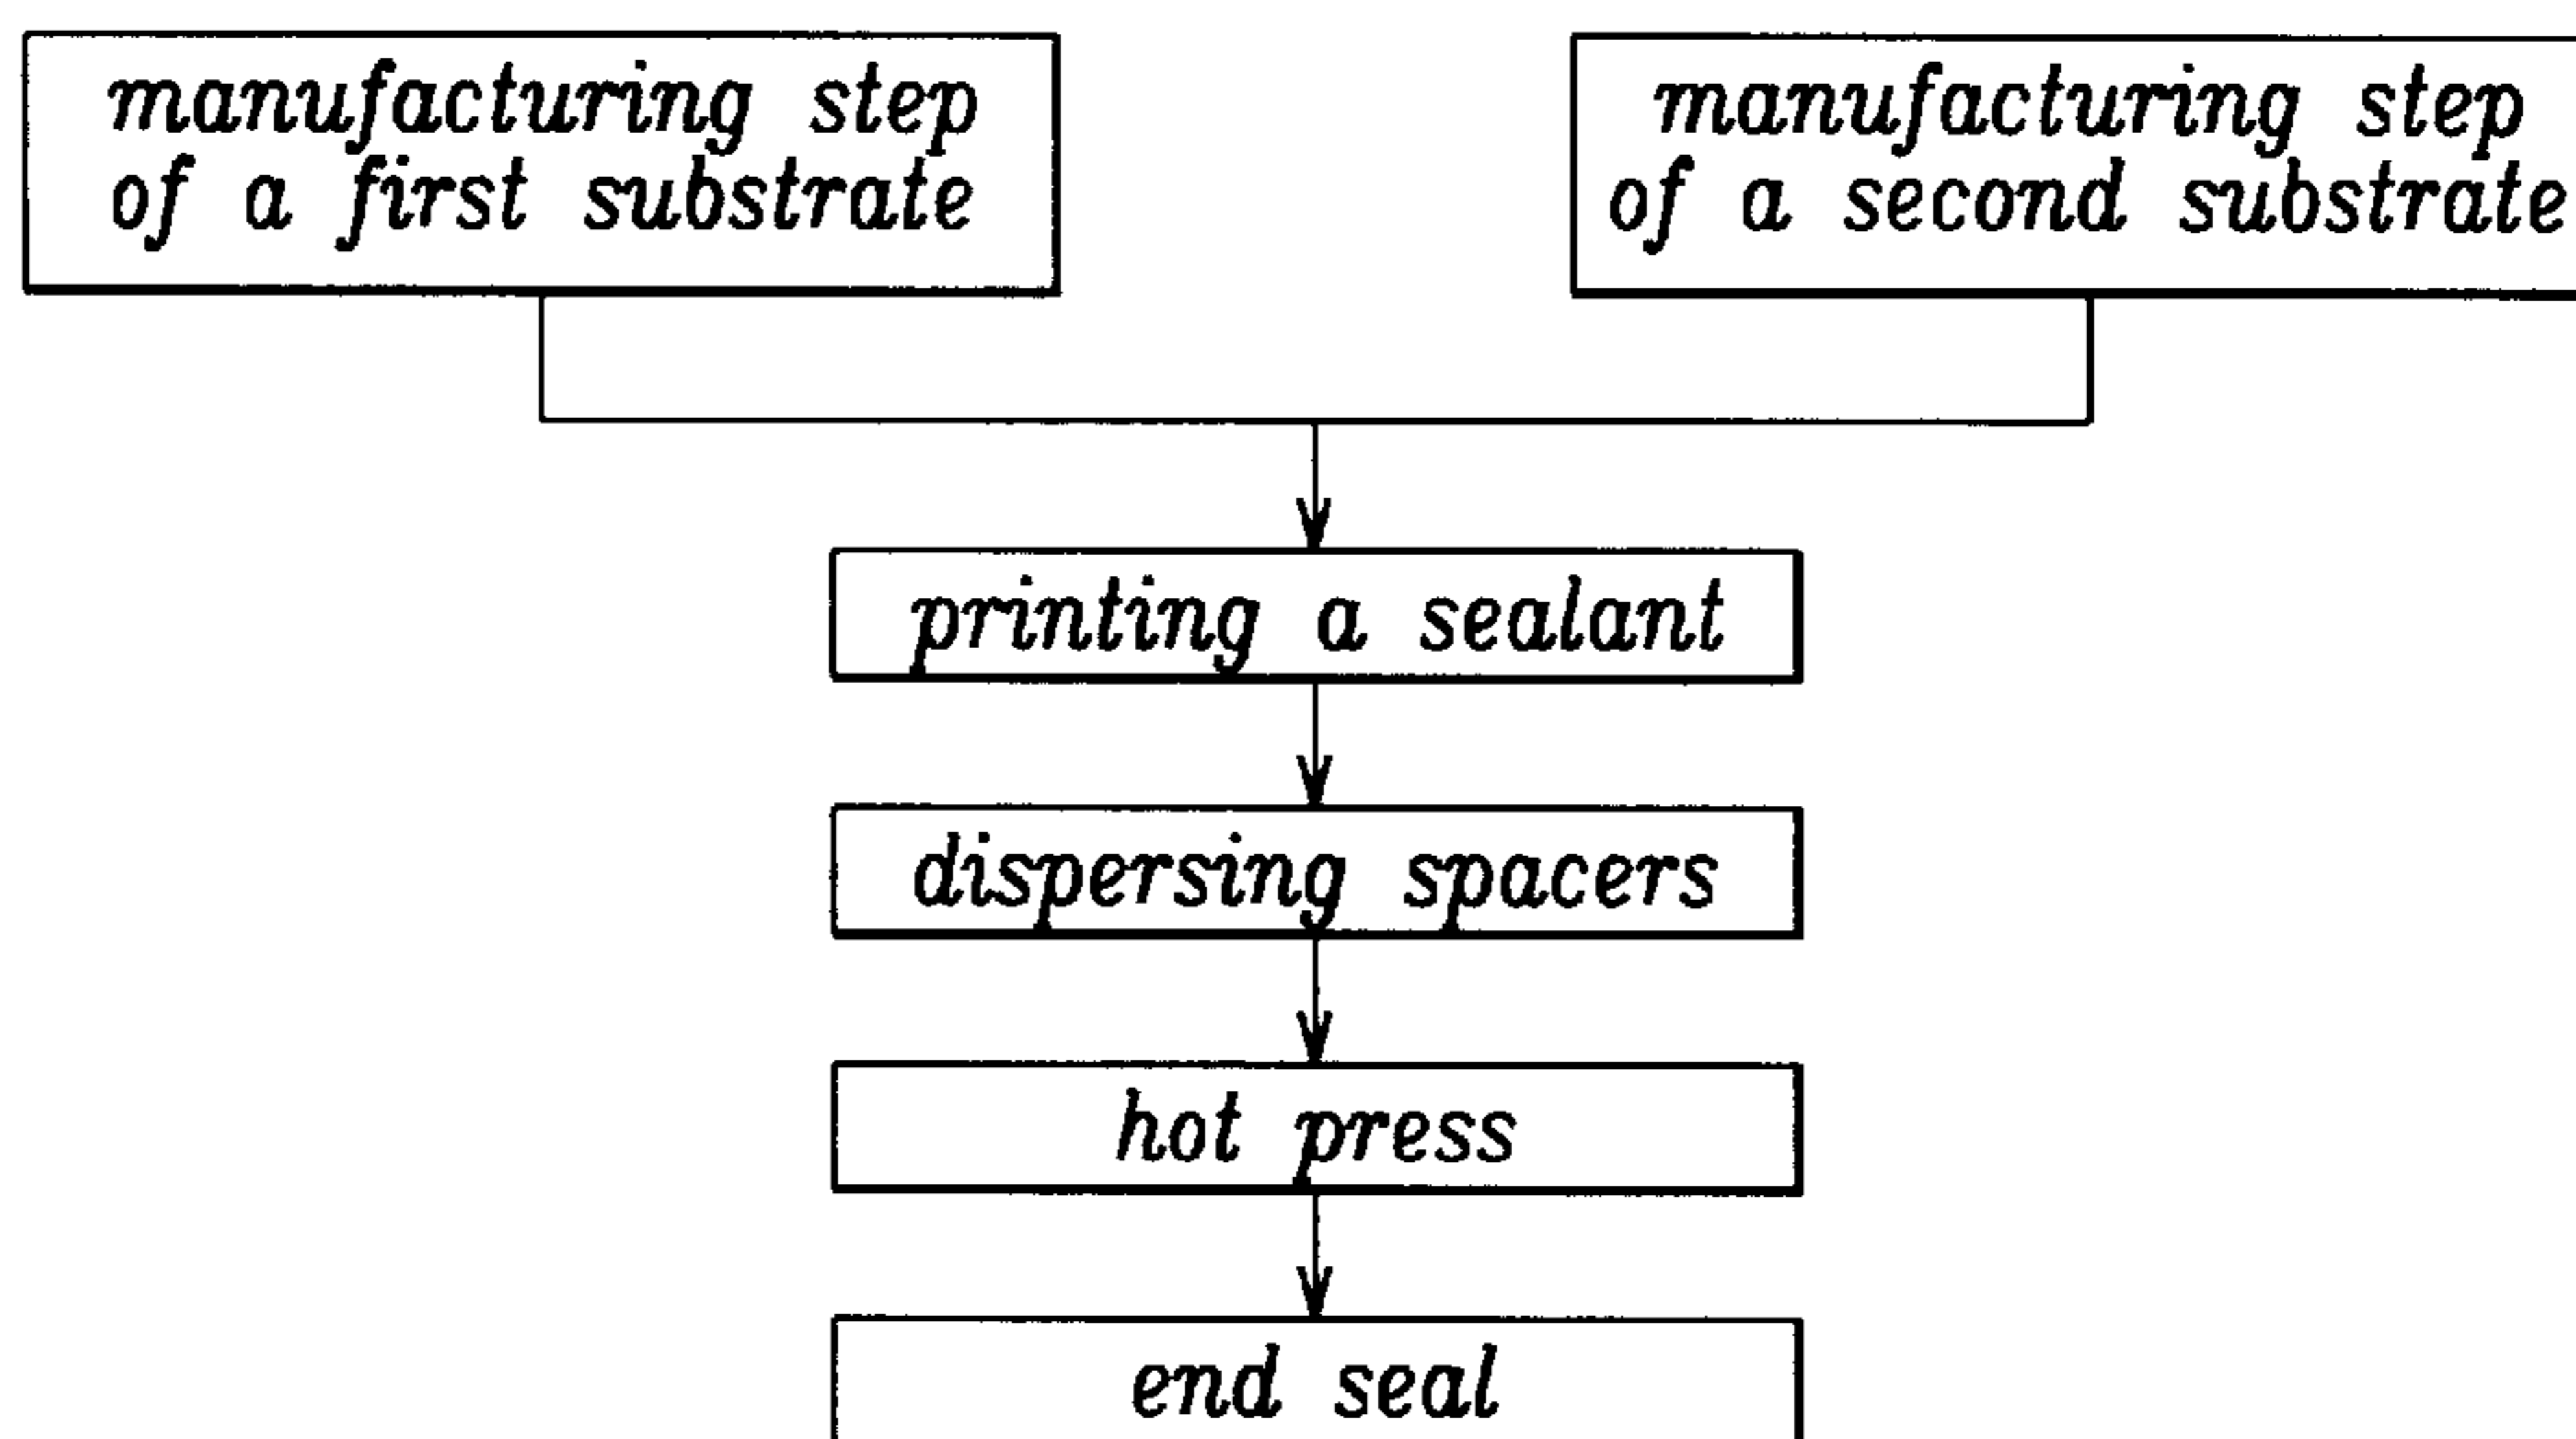 manufacturing step
of a first substrate
manufacturing step
of a second substrate
printing a sealant
dispersing spacers
hot press
end seal